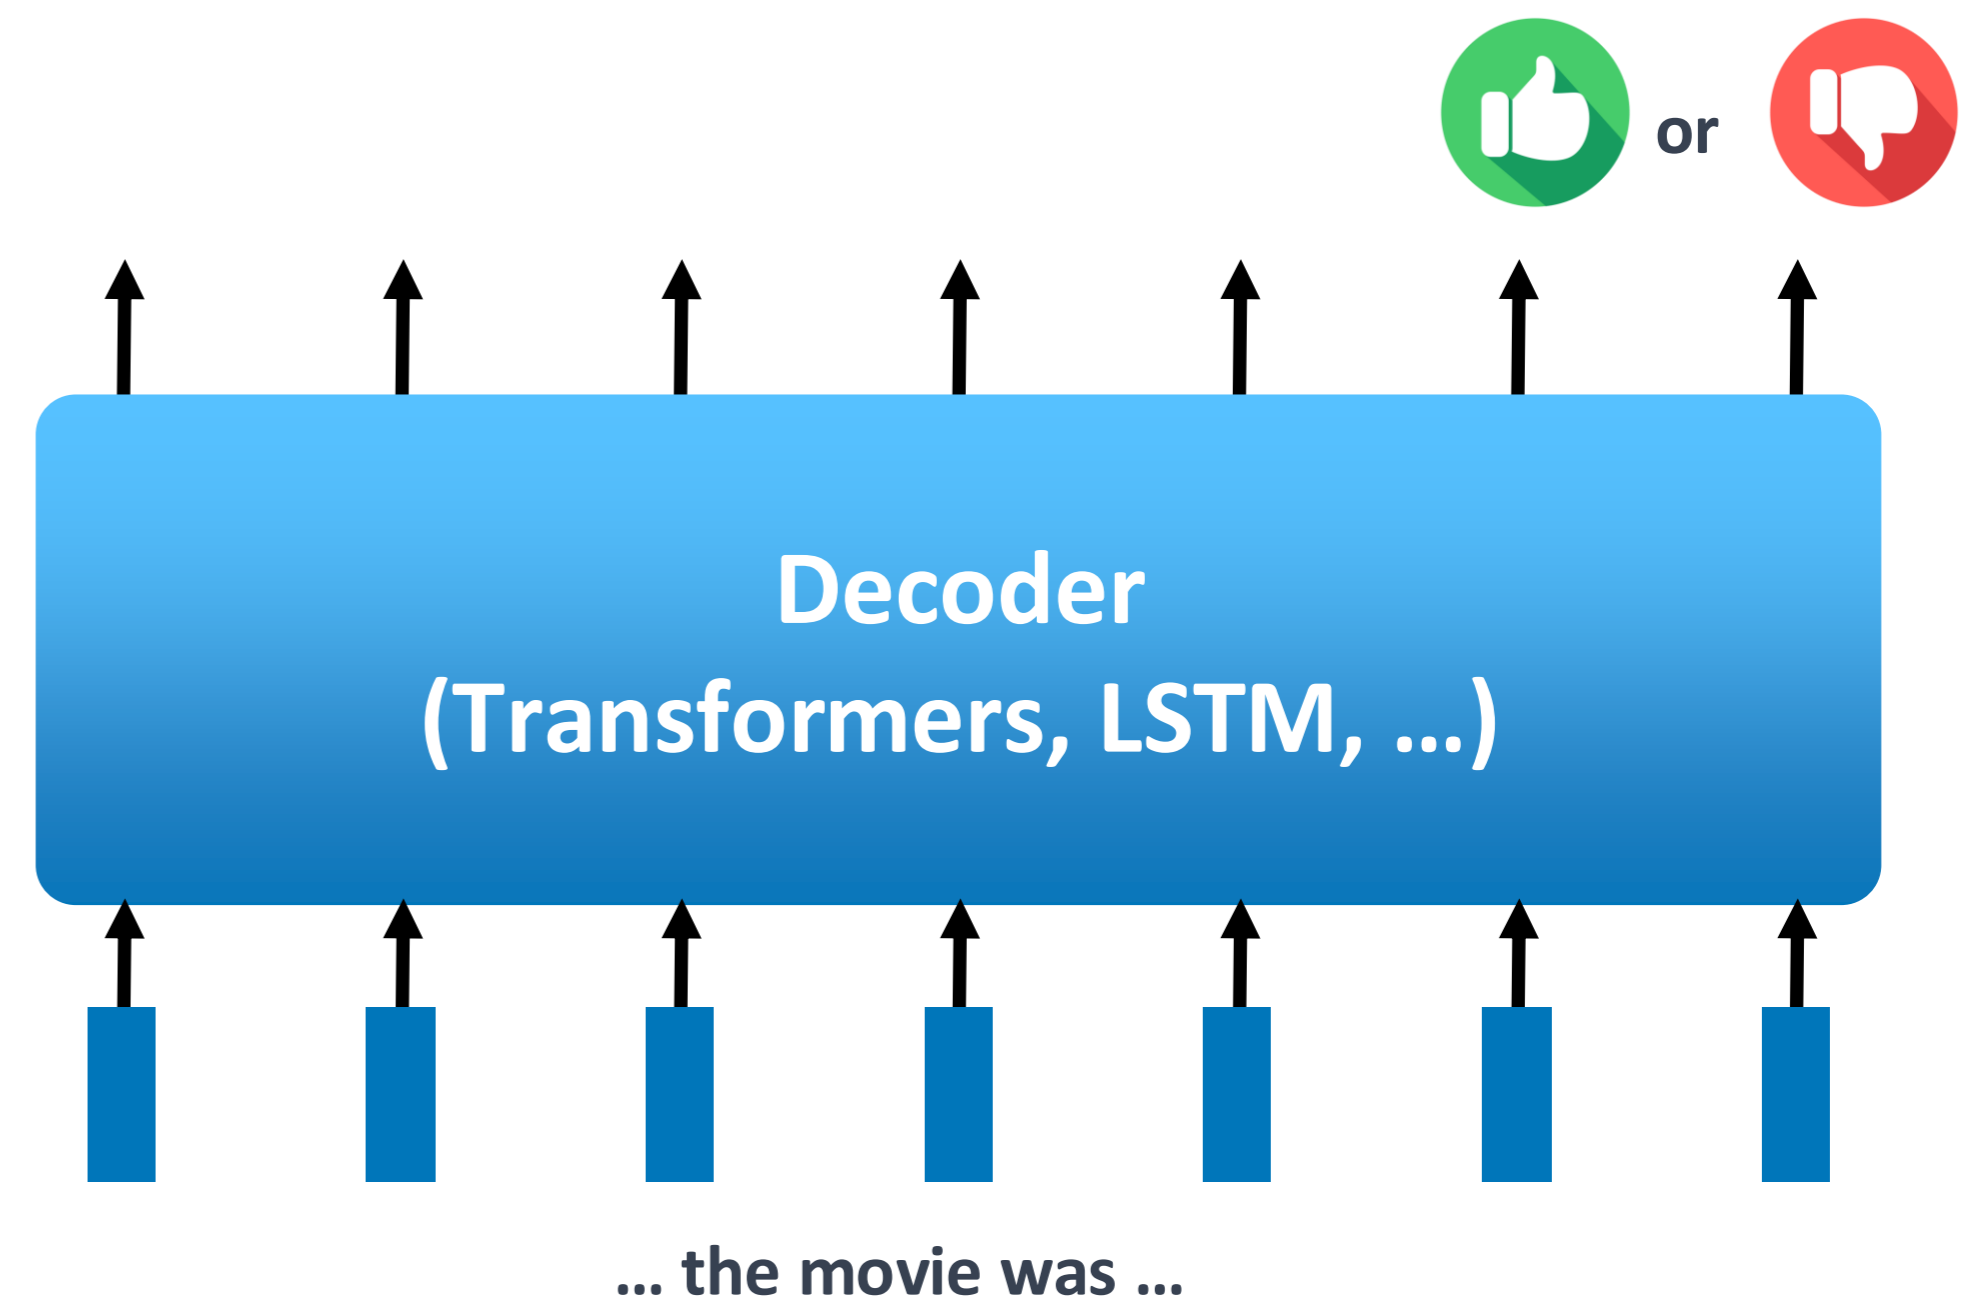 or
Decoder
(Transformers, LSTM, ...)
... the movie was ...